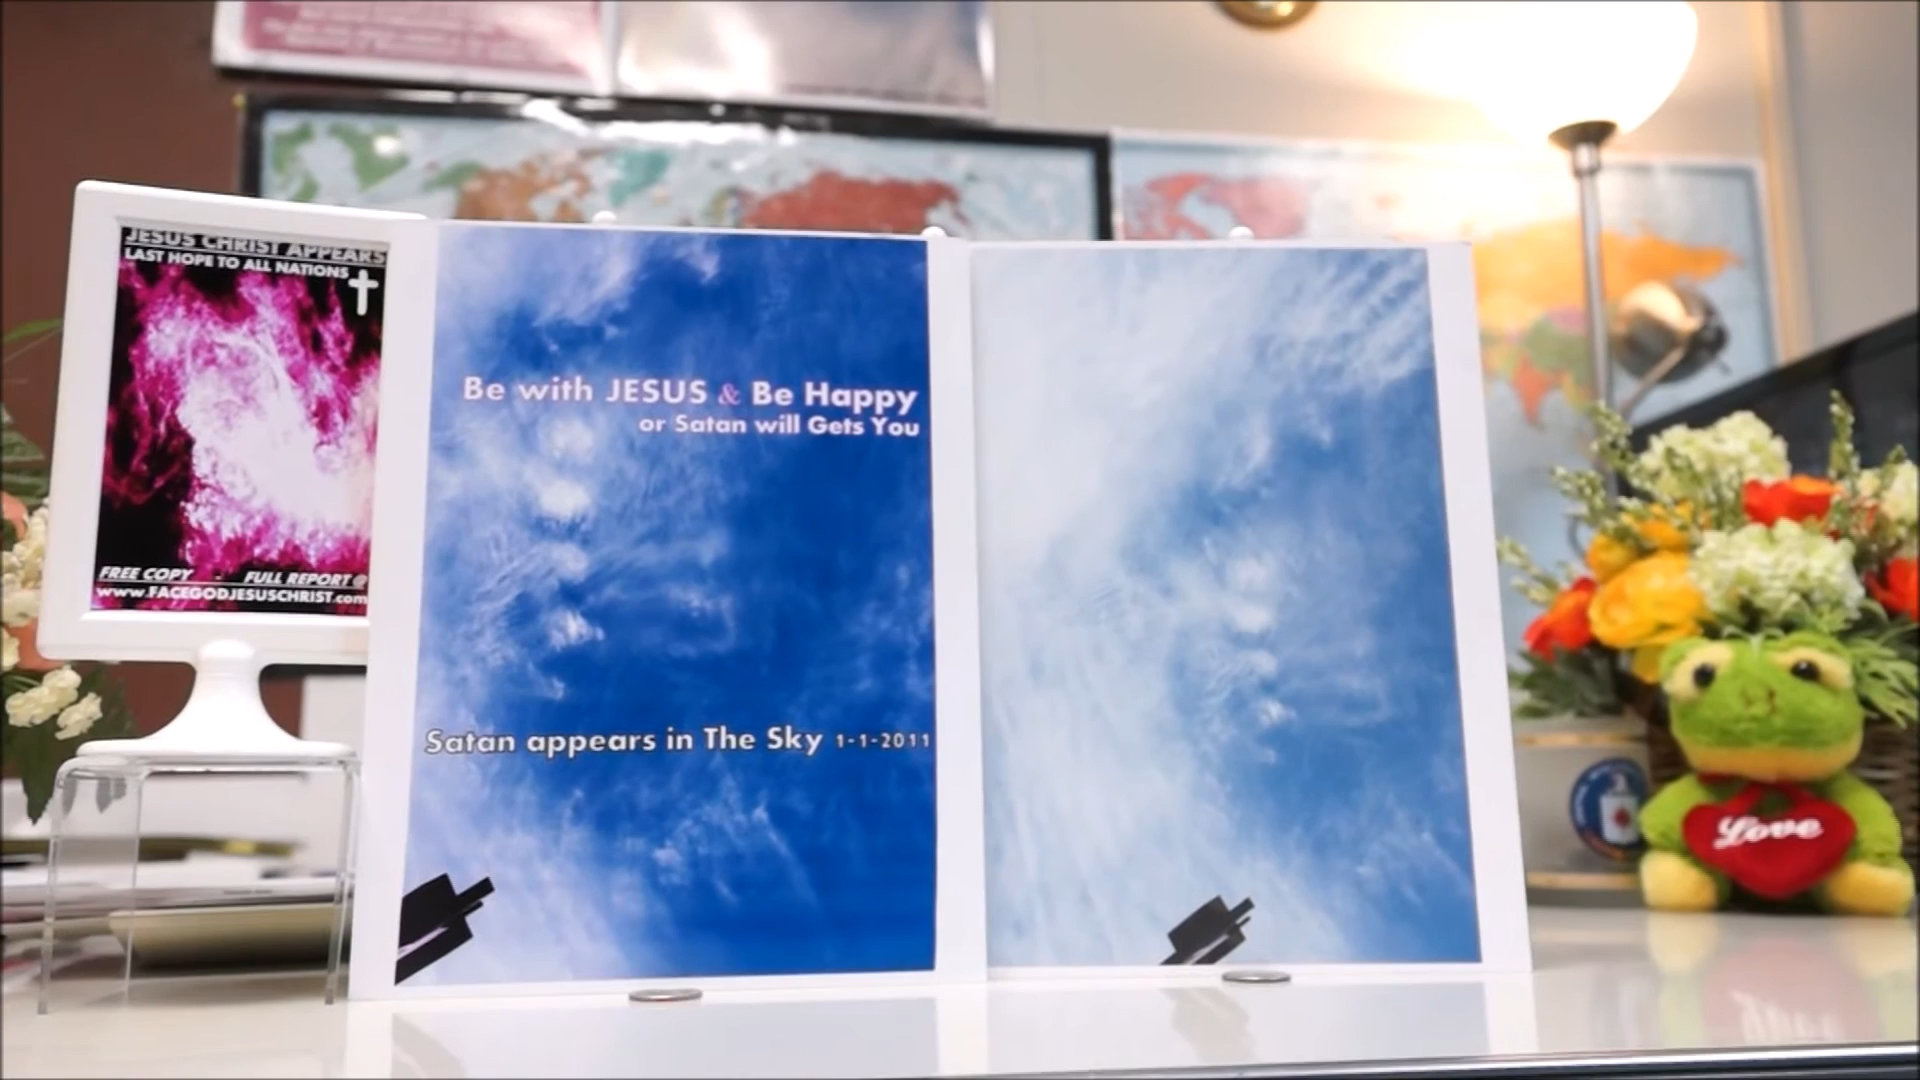 JESUS CHRIST APPEARS
LAST HOPE TO ALL NATIONS
FREE COPY - FULL REPORT @
www.FACEGODJESUSCHRIST.com
Be with JESUS & Be Happy
or Satan will Gets You
Satan appears in The Sky 1-1-2011
Love